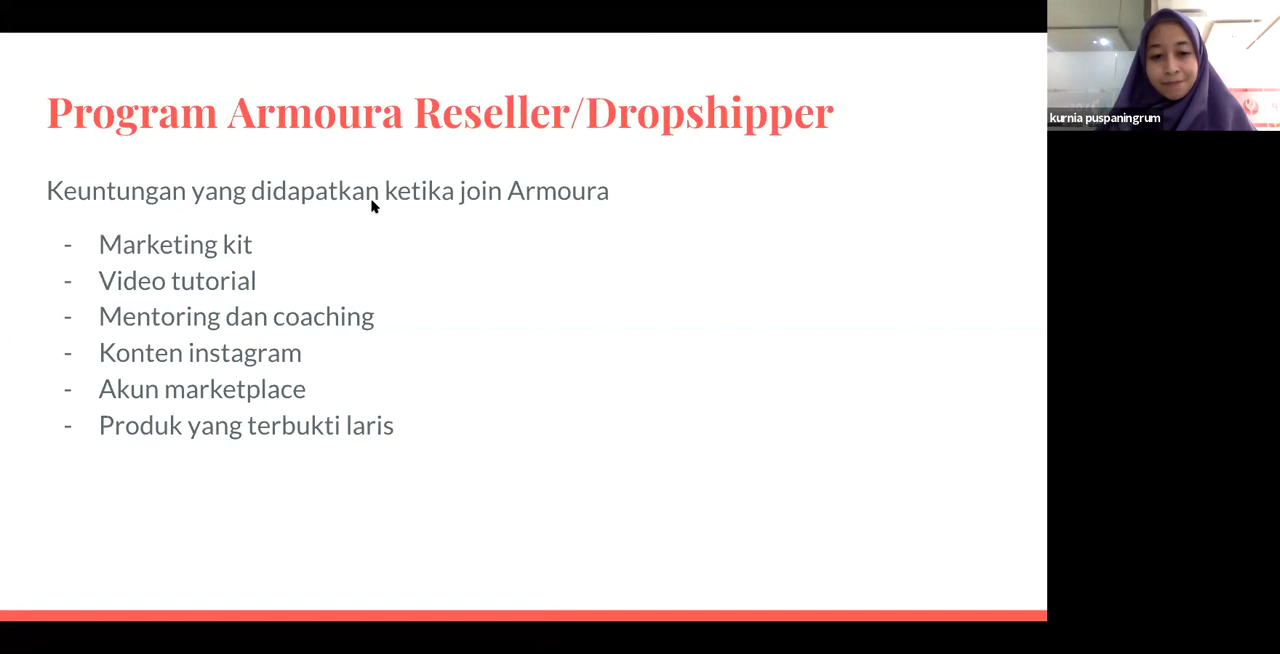 Program Armoura Reseller/Dropshipper
Keuntungan yang didapatkan ketika join Armoura
- Marketing kit
- Video tutorial
- Mentoring dan coaching
- Konten instagram
- Akun marketplace
- Produk yang terbukti laris
kurnia puspaningrum